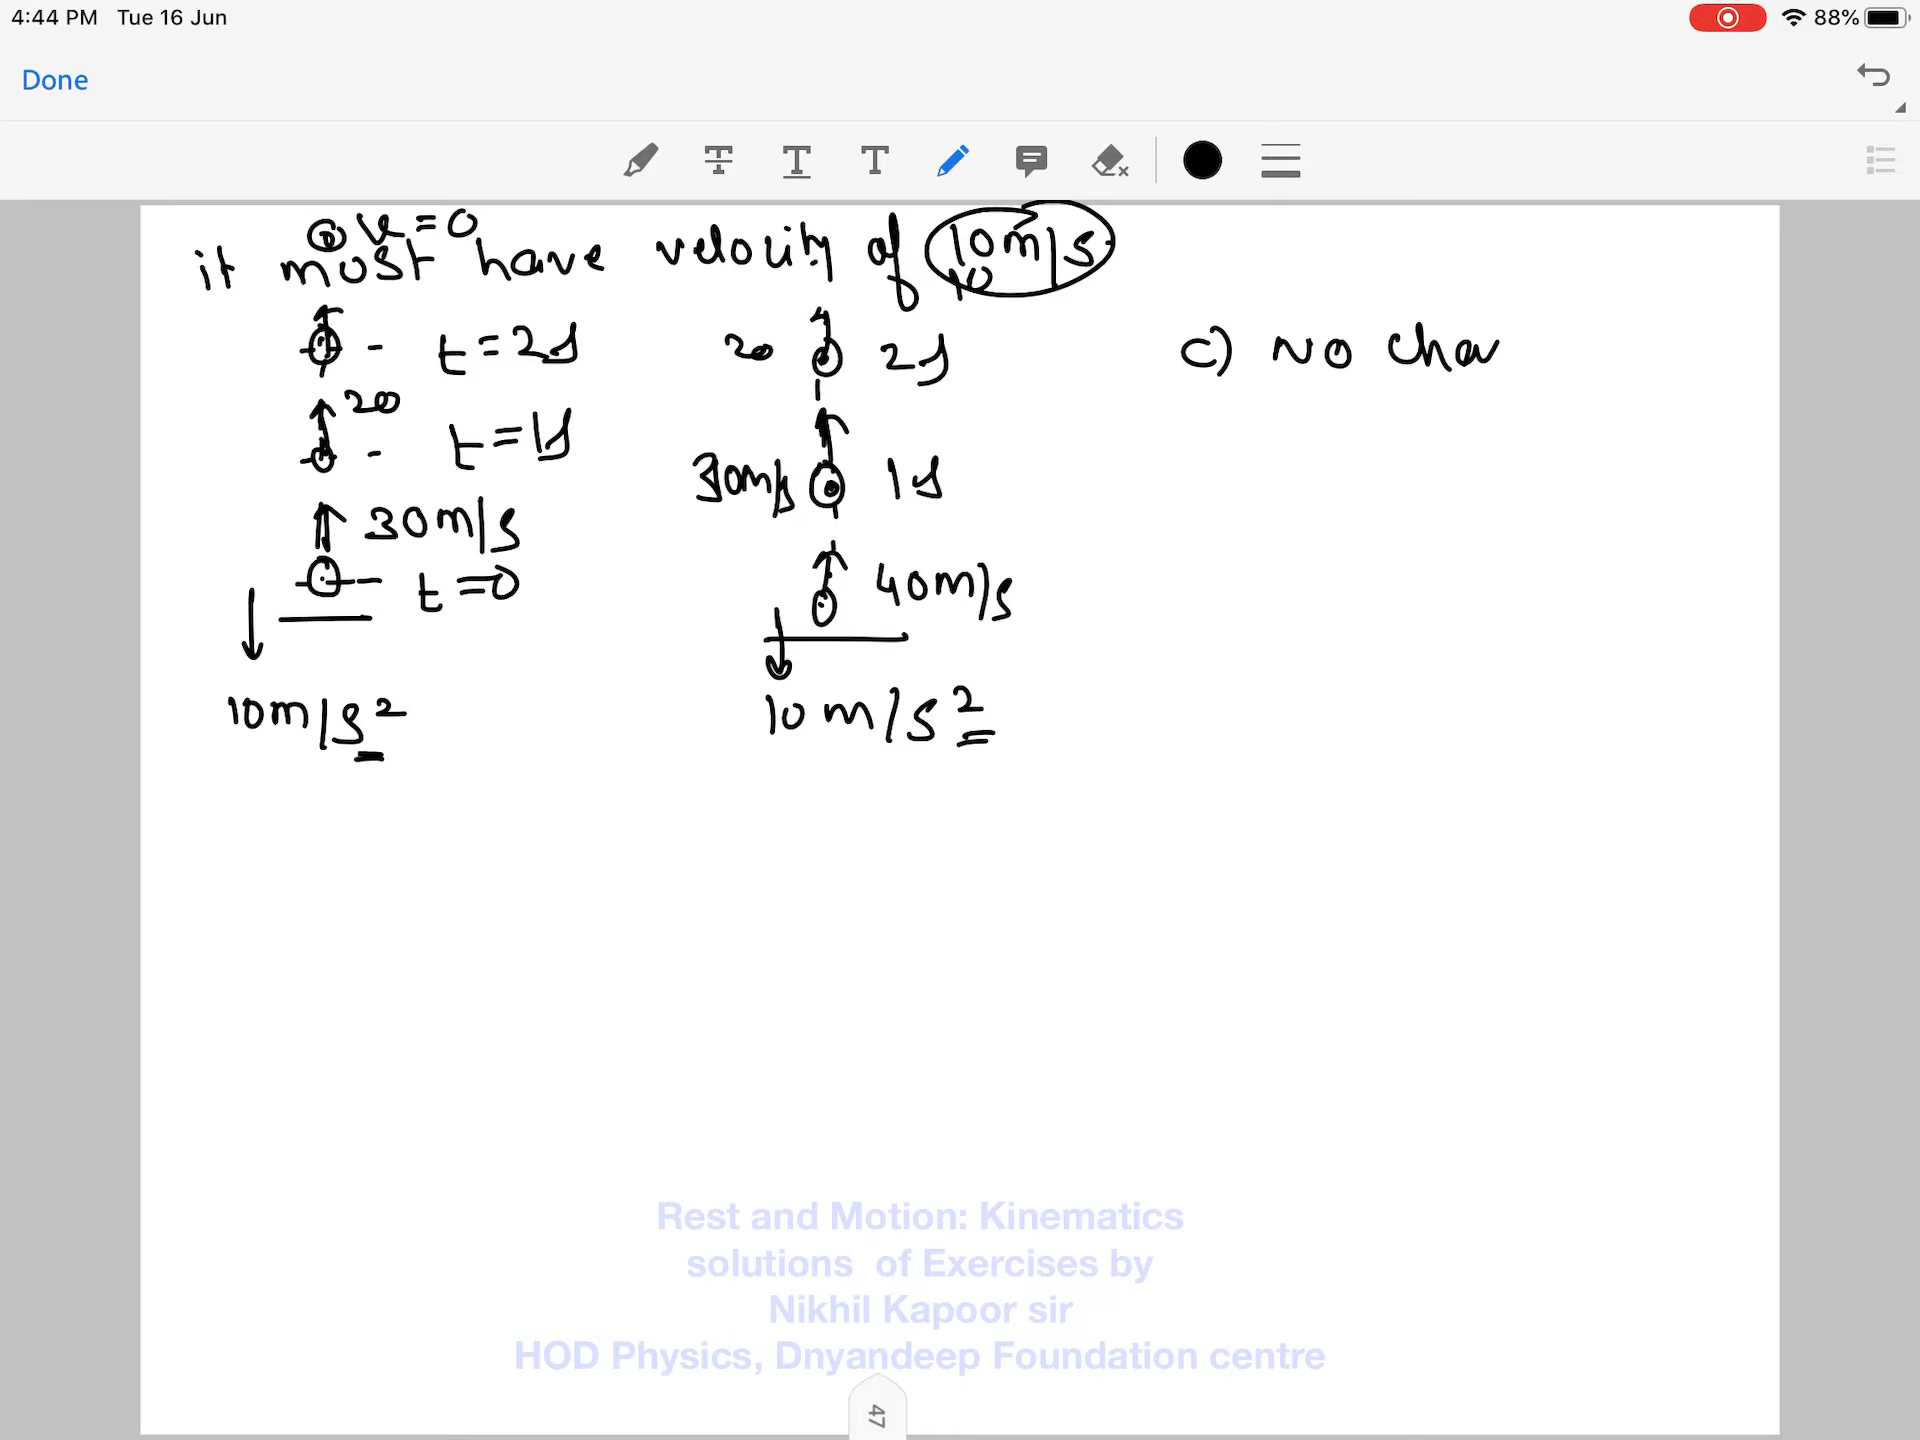 4:44 PM Tue 16 Jun
88%
Done
v=0
it must have velocity of 10m/s
10
t=2s
20 2s
c) No cha
20
t=1s
30m/s 1s
30m/s
t=0
40m/s
10m/s²
10m/s²
Rest and Motion: Kinematics
solutions of Exercises by
Nikhil Kapoor sir
HOD Physics, Dnyandeep Foundation centre
47